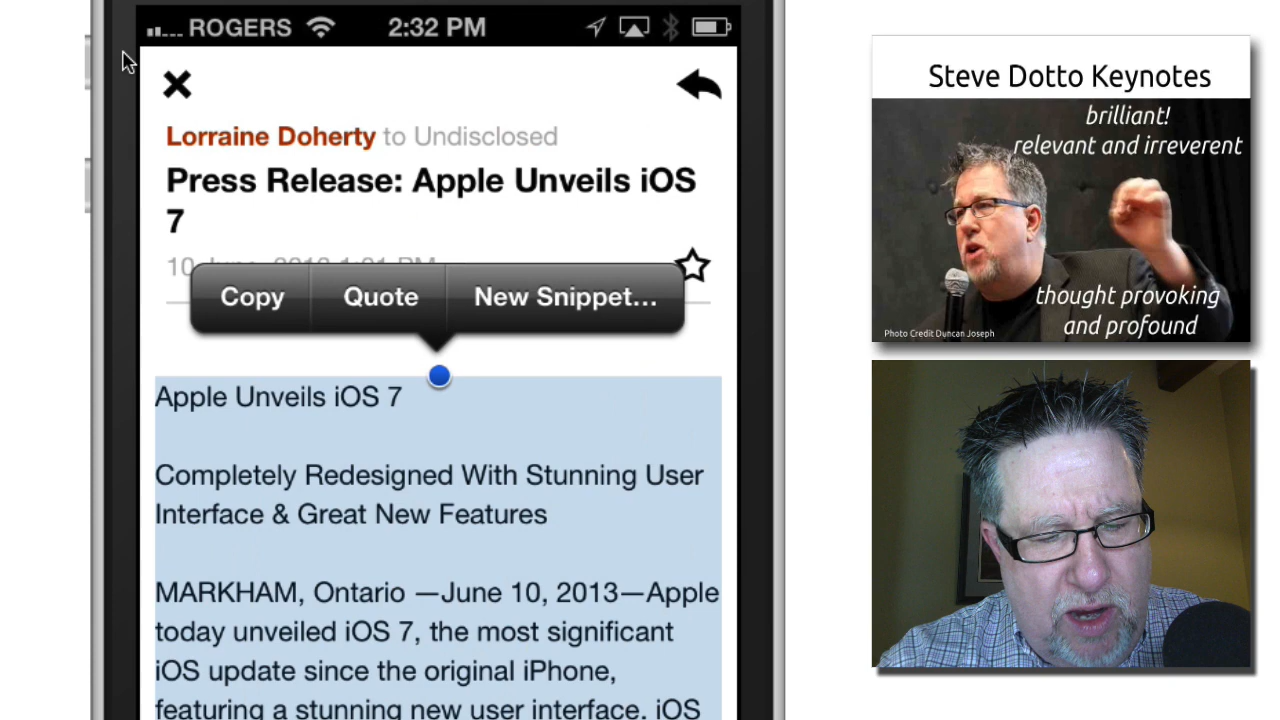 ROGERS 2:32 PM
Lorraine Doherty to Undisclosed
Press Release: Apple Unveils iOS
7
Copy Quote New Snippet...
Apple Unveils iOS 7
Completely Redesigned With Stunning User
Interface & Great New Features
MARKHAM, Ontario —June 10, 2013—Apple
today unveiled iOS 7, the most significant
iOS update since the original iPhone,
featuring a stunning new user interface. iOS
Steve Dotto Keynotes
brilliant!
relevant and irreverent
thought provoking
and profound
Photo Credit Duncan Joseph